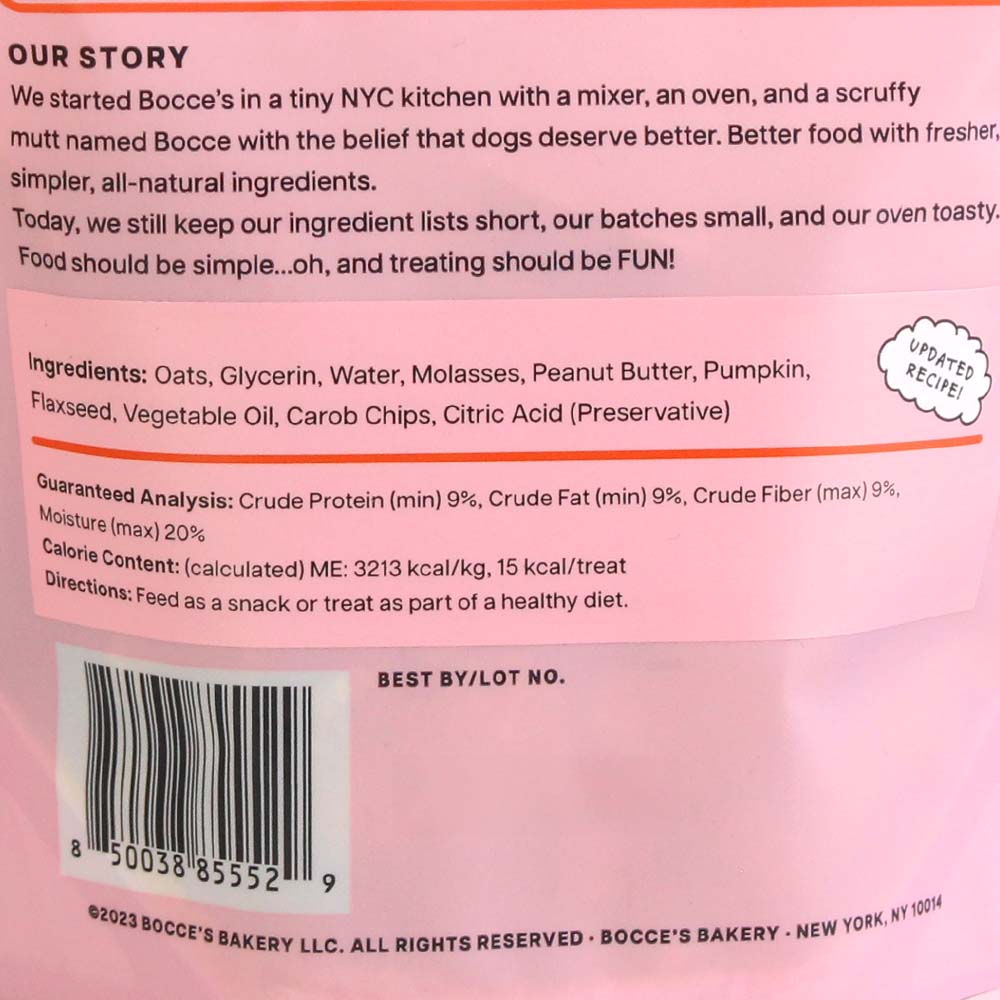 OUR STORY
We started Bocce's in a tiny NYC kitchen with a mixer, an oven, and a scruffy
mutt named Bocce with the belief that dogs deserve better. Better food with fresher,
simpler, all-natural ingredients.
Today, we still keep our ingredient lists short, our batches small, and our oven toasty.
Food should be simple...oh, and treating should be FUN!
UPDATED
RECIPE!
Ingredients: Oats, Glycerin, Water, Molasses, Peanut Butter, Pumpkin,
Flaxseed, Vegetable Oil, Carob Chips, Citric Acid (Preservative)
Guaranteed Analysis: Crude Protein (min) 9%, Crude Fat (min) 9%, Crude Fiber (max) 9%,
Moisture (max) 20%
Calorie Content: (calculated) ME: 3213 kcal/kg, 15 kcal/treat
Directions: Feed as a snack or treat as part of a healthy diet.
BEST BY/LOT NO.
8 50038 85552 9
©2023 BOCCE'S BAKERY LLC. ALL RIGHTS RESERVED · BOCCE'S BAKERY · NEW YORK, NY 10014